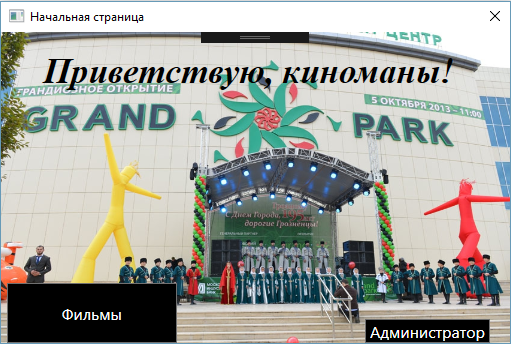 Начальная страница
Приветствую, киноманы!
ЦЕНТР
ГРАНДИОЗНОЕ ОТКРЫТИЕ
5 ОКТЯБРЯ 2013 - 11:00
GRAND PARK
С Днем Города,
дорогие Грозненцы!
Фильмы
Администратор